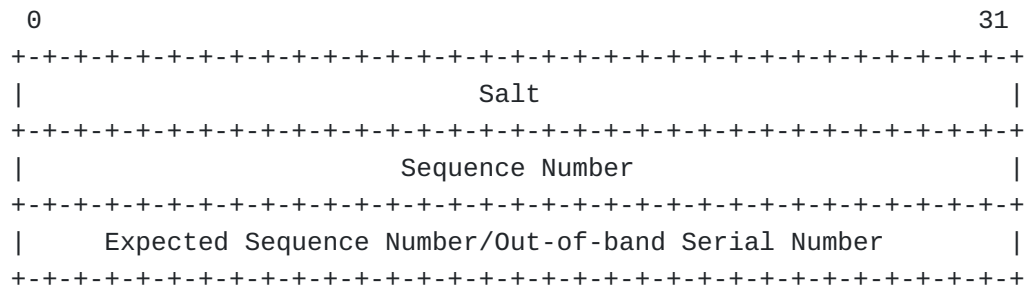 0                                                            31
+-+-+-+-+-+-+-+-+-+-+-+-+-+-+-+-+-+-+-+-+-+-+-+-+-+-+-+-+-+-+-+-+
|                             Salt                              |
+-+-+-+-+-+-+-+-+-+-+-+-+-+-+-+-+-+-+-+-+-+-+-+-+-+-+-+-+-+-+-+-+
|                        Sequence Number                        |
+-+-+-+-+-+-+-+-+-+-+-+-+-+-+-+-+-+-+-+-+-+-+-+-+-+-+-+-+-+-+-+-+
|     Expected Sequence Number/Out-of-band Serial Number        |
+-+-+-+-+-+-+-+-+-+-+-+-+-+-+-+-+-+-+-+-+-+-+-+-+-+-+-+-+-+-+-+-+